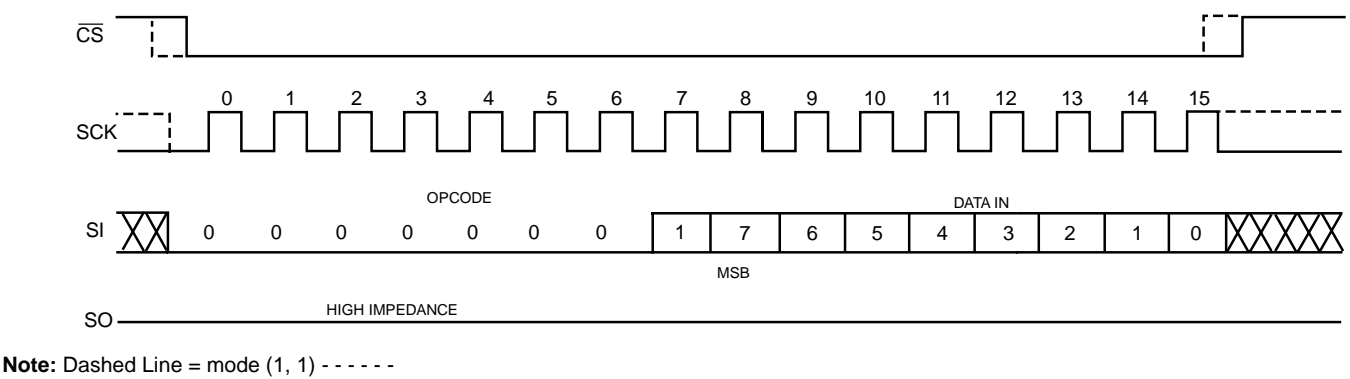 CS
0 1 2 3 4 5 6 7 8 9 10 11 12 13 14 15
SCK
OPCODE
DATA IN
SI
0 0 0 0 0 0 0 1 7 6 5 4 3 2 1 0
MSB
HIGH IMPEDANCE
SO
Note: Dashed Line = mode (1, 1) - - - - - -